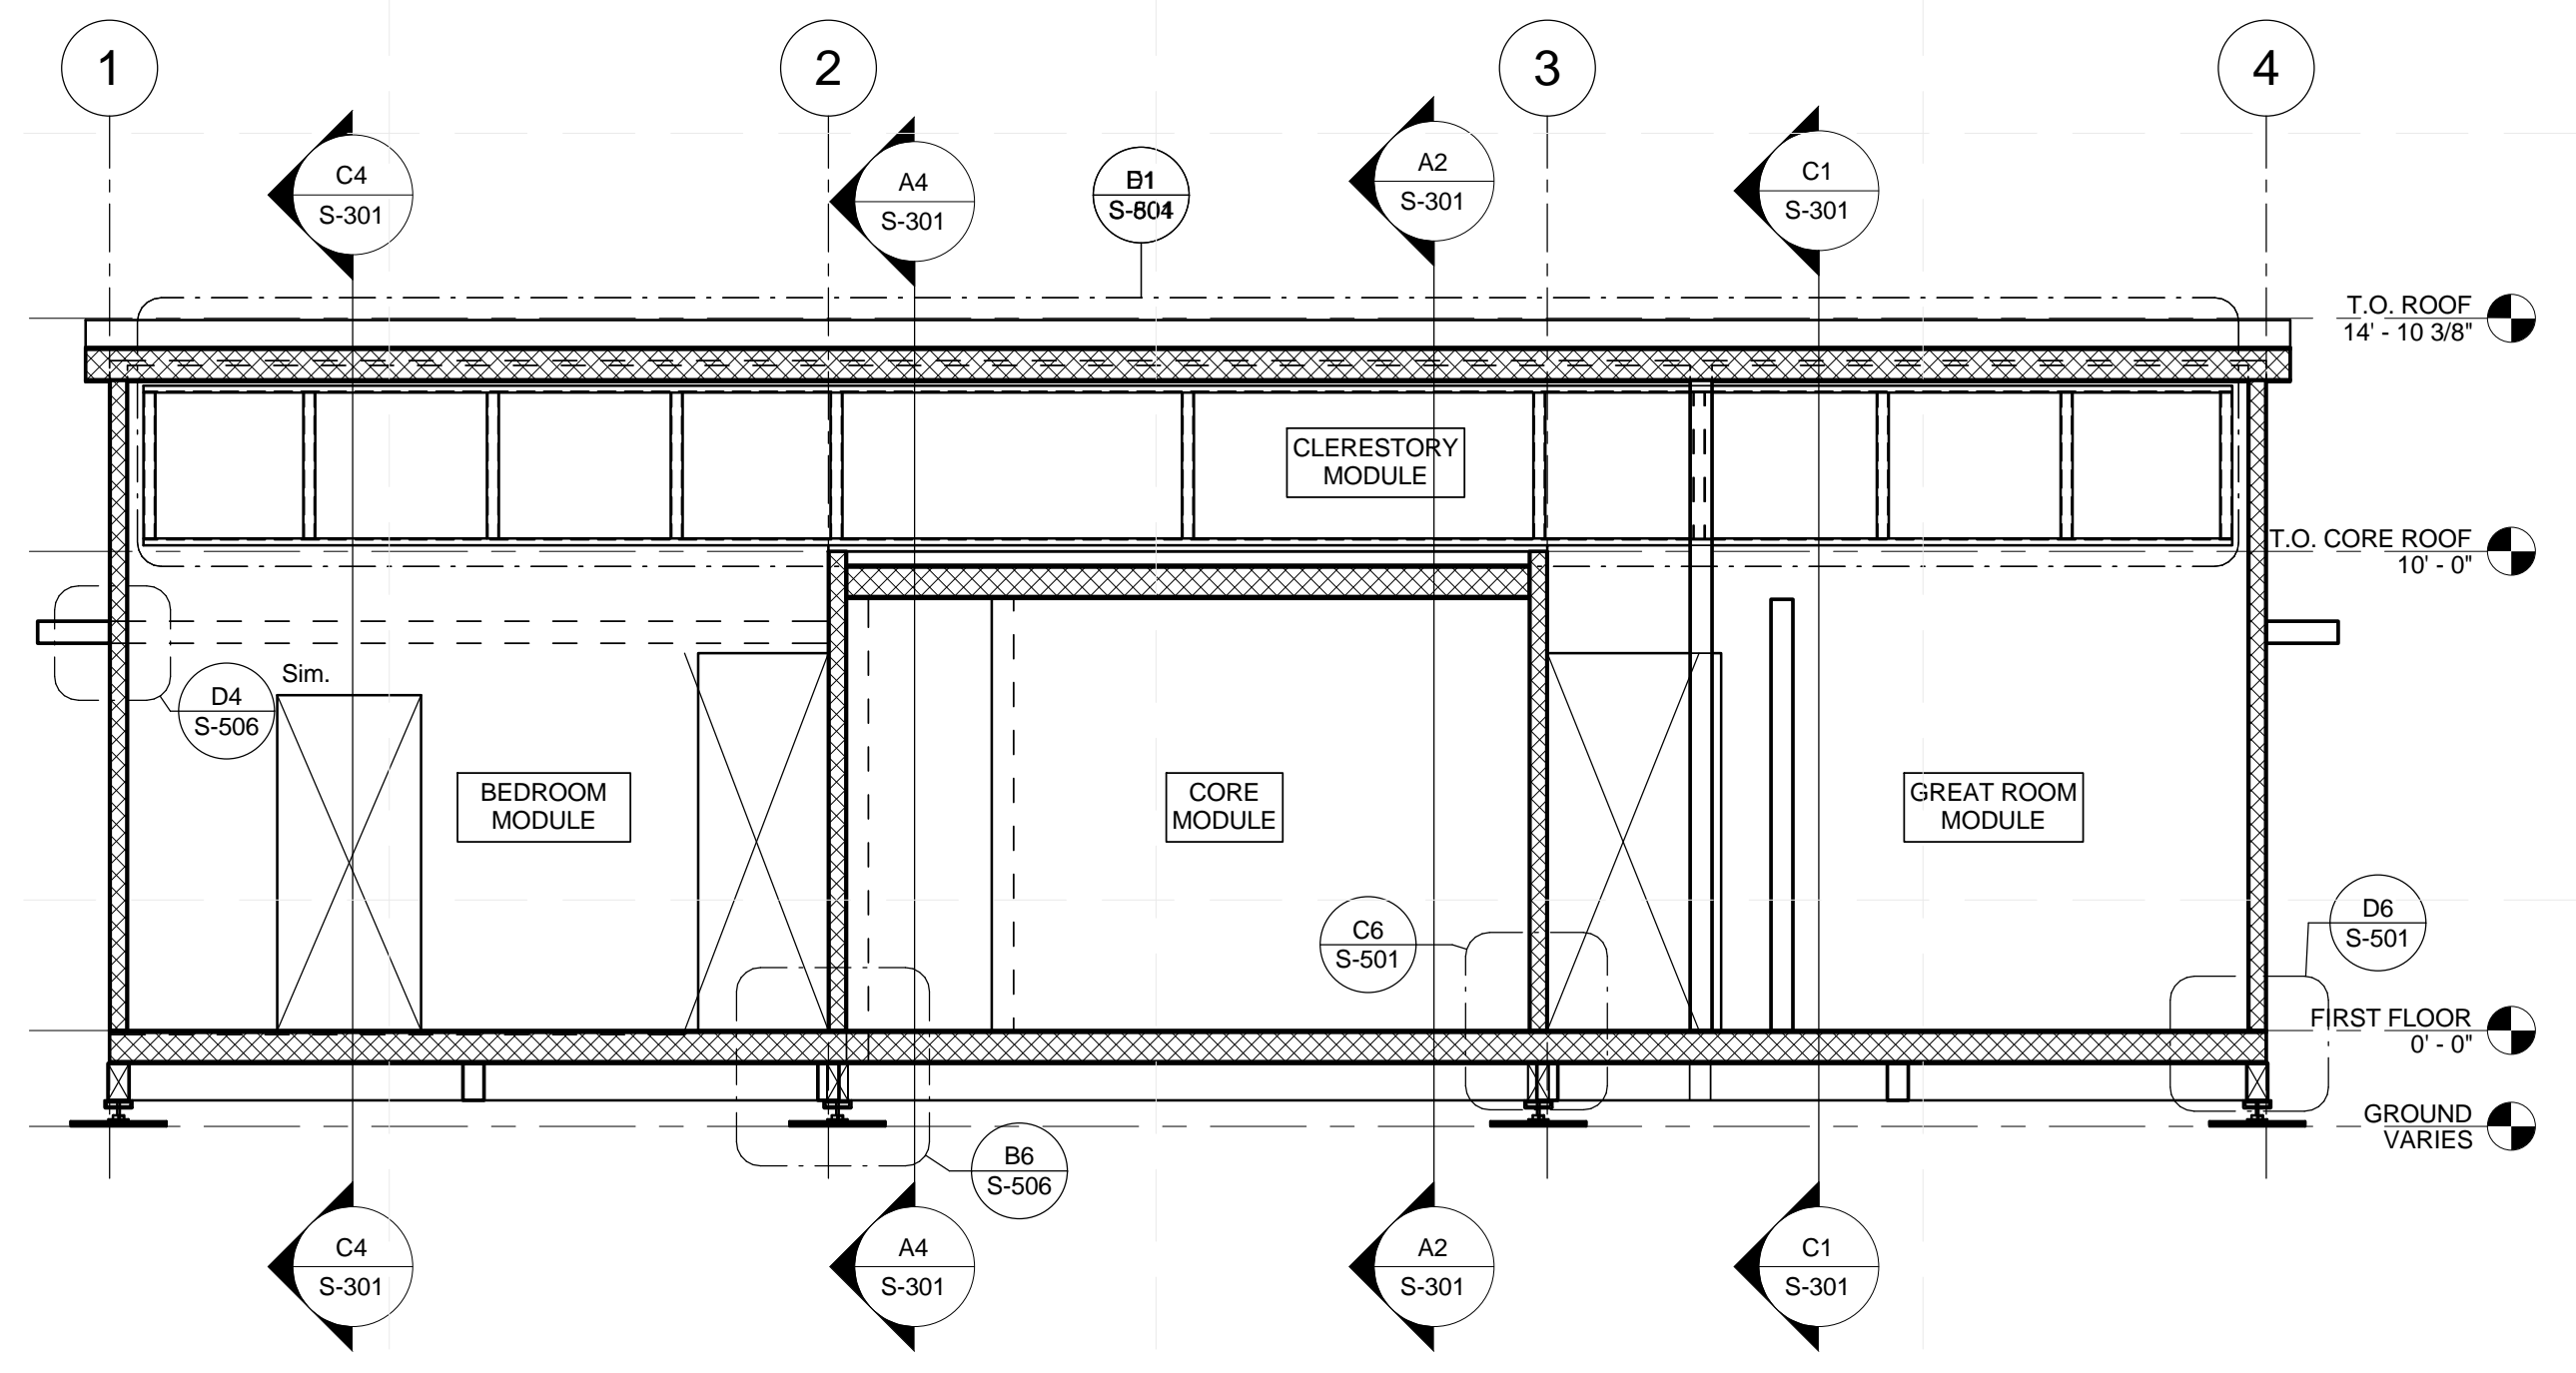 1
2
3
4
C4
S-301
A4
S-301
A2
S-301
C1
S-301
T.O. ROOF
14' - 10 3/8"
CLERESTORY
MODULE
T.O. CORE ROOF
10' - 0"
Sim.
D4
S-506
BEDROOM
MODULE
CORE
MODULE
GREAT ROOM
MODULE
C6
S-501
D6
S-501
FIRST FLOOR
0' - 0"
GROUND
VARIES
B6
S-506
C4
S-301
A4
S-301
A2
S-301
C1
S-301